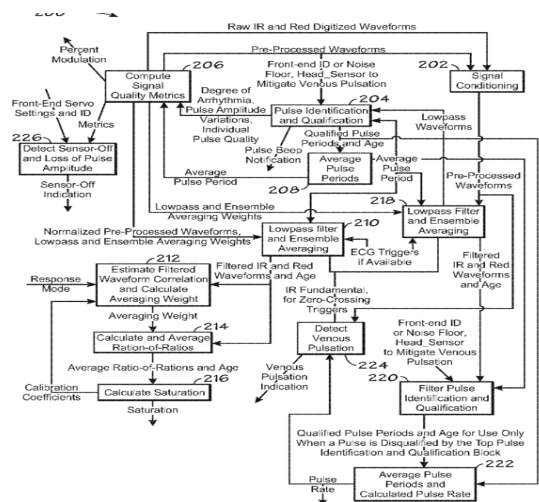 Raw IR and Red Digitized Waveforms
Percent
Modulation
Pre-Processed Waveforms
206
Compute
Signal
Quality Metrics
Front-End ID or Noise
Floor, Head_Sensor to
Mitigate Venous Pulsation
202
Signal
Conditioning
Front-End Servo
Settings and ID
Metrics
Degree of
Arrhythmia,
Pulse Amplitude
Variations,
Individual
Pulse Quality
204
Pulse Identification
and Qualification
Lowpass
Waveforms
226
Detect Sensor-Off
and Loss of Pulse
Amplitude
Qualified Pulse
Periods and Age
Pulse Beep
Notification
Average
Pulse
Periods
208
Average
Pulse
Period
Average
Pulse Period
Pre-Processed
Waveforms
Sensor-Off
Indication
218
Lowpass and Ensemble
Averaging Weights
Lowpass Filter
and Ensemble
Averaging
210
Normalized Pre-Processed Waveforms,
Lowpass and Ensemble Averaging Weights
Lowpass filter
and Ensemble
Averaging
ECG Triggers
if Available
Filtered
IR and Red
Waveforms
and Age
212
Response
Mode
Estimate Filtered
Waveform Correlation
and Calculate
Averaging Weight
Filtered IR and Red
Waveforms and Age
IR Fundamental,
for Zero-Crossing
Triggers
Averaging Weight
214
Calculate and Average
Ration-of-Ratios
Detect
Venous
Pulsation
224
Front-end ID
or Noise Floor,
Head_Sensor
to Mitigate Venous
Pulsation
Average Ratio-of-Rations and Age
Venous
Pulsation
Indication
220
216
Calibration
Coefficients
Calculate Saturation
Filter Pulse
Identification and
Qualification
Saturation
Qualified Pulse Periods and Age for Use Only
When a Pulse is Disqualified by the Top Pulse
Identification and Qualification Block
222
Pulse
Rate
Average Pulse
Periods and
Calculated Pulse Rate